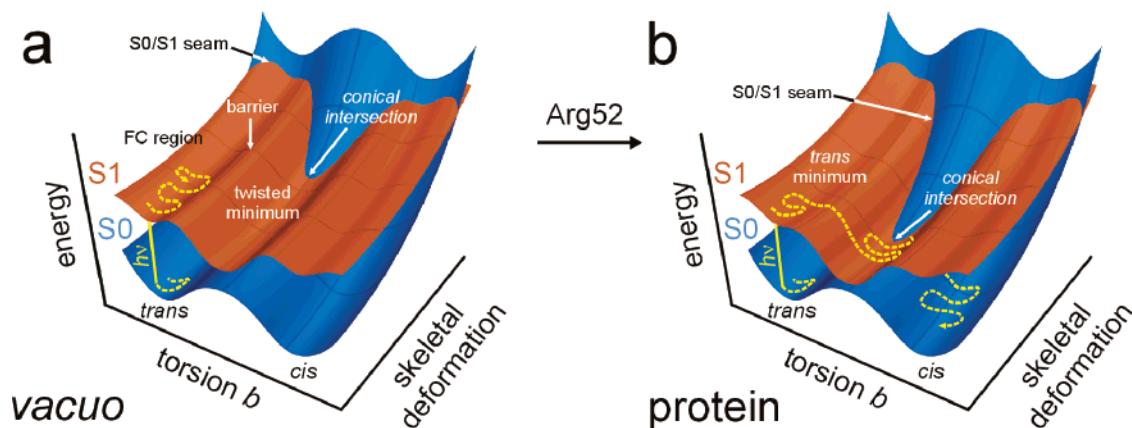 a
S0/S1 seam
barrier
conical
intersection
FC region
twisted
minimum
S1
S0
energy
hν
trans
torsion b
cis
skeletal
deformation
vacuo
Arg52
b
S0/S1 seam
trans
minimum
conical
intersection
S1
S0
energy
hν
trans
torsion b
cis
skeletal
deformation
protein